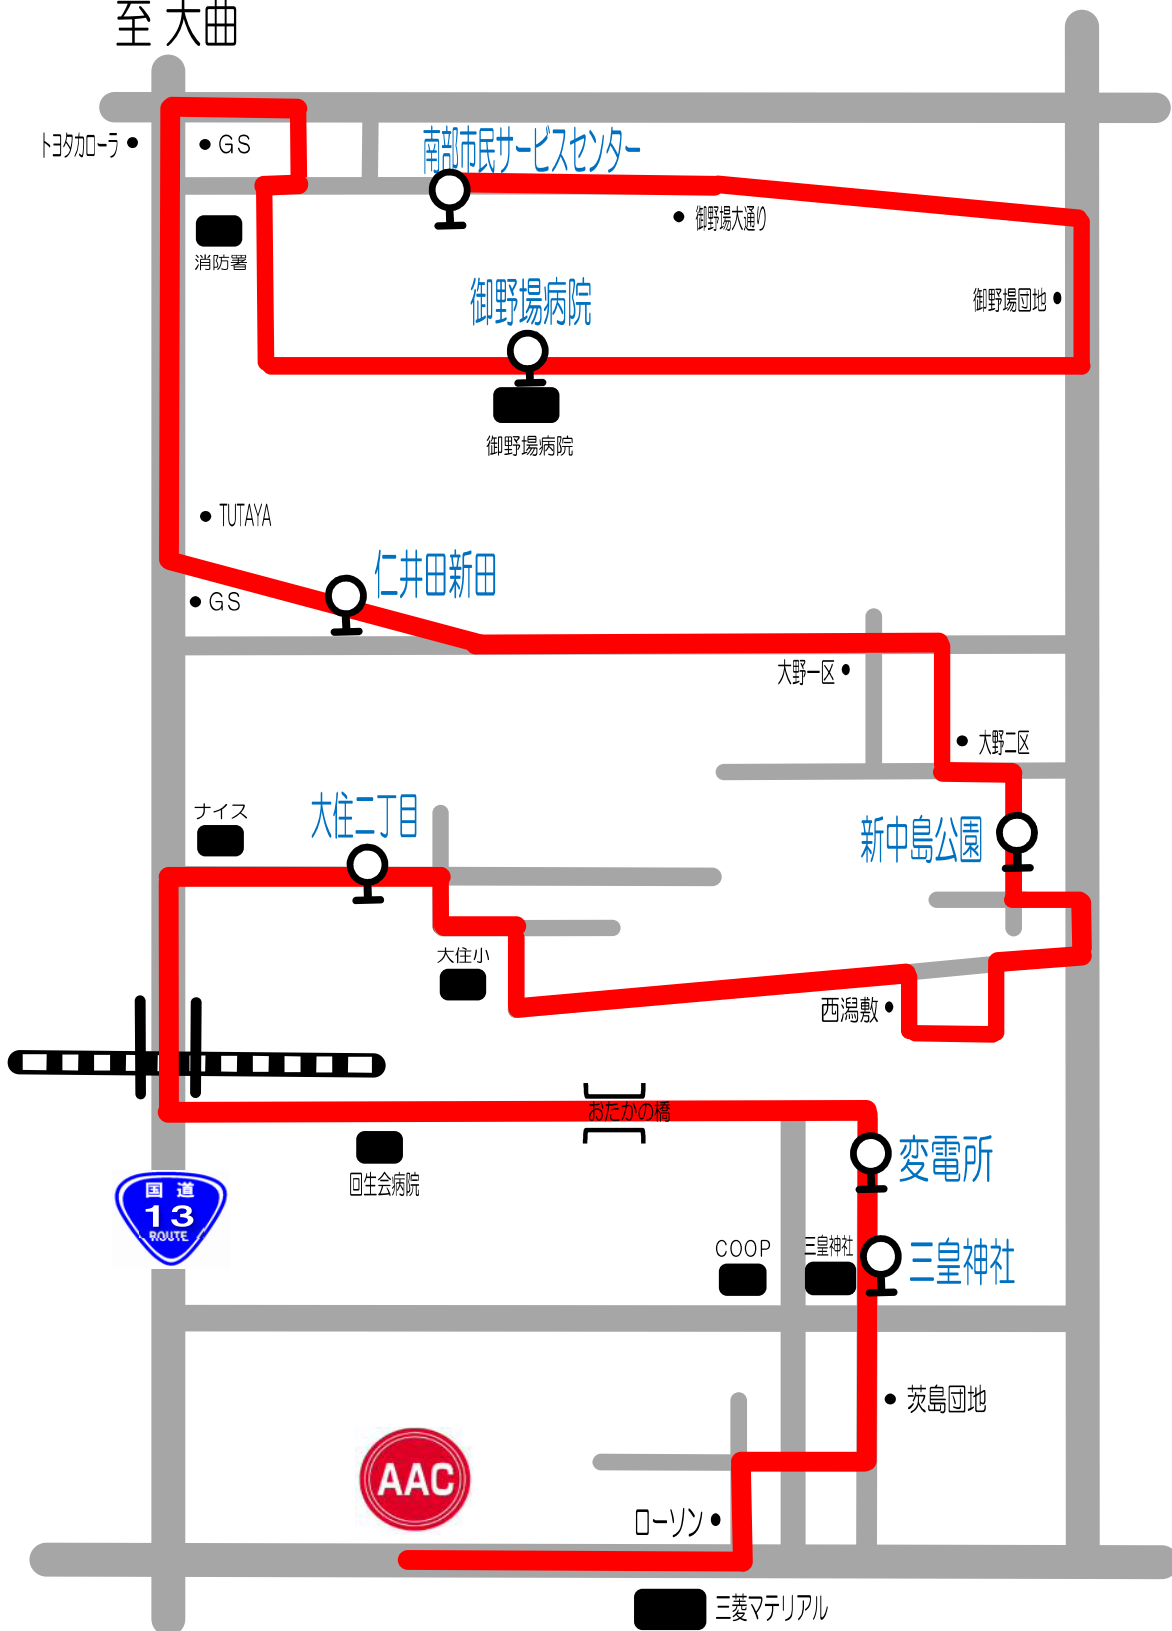 至 大曲
トヨタカローラ
GS
南部市民サービスセンター
御野場大通り
消防署
御野場団地
御野場病院
御野場病院
TUTAYA
仁井田新田
GS
大野一区
大野二区
ナイス
大住二丁目
新中島公園
大住小
西潟敷
おたかの橋
変電所
回生会病院
国道
13
ROUTE
COOP
三皇神社
三皇神社
茨島団地
AAC
ローソン
三菱マテリアル